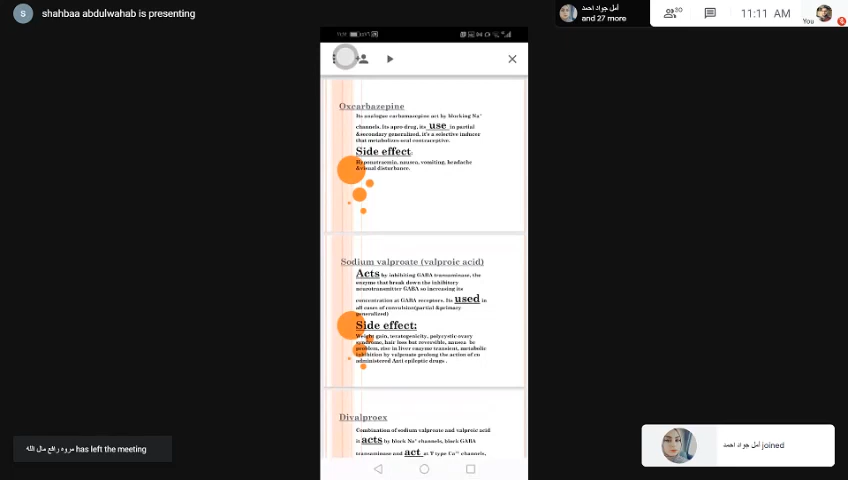 S shahbaa abdulwahab is presenting
أمل جواد احمد
and 27 more
30
11:11 AM
You
Oxcarbazepine
Its analogue carbamazepine act by blocking Na+
channels. Its apro drug, its use in partial
&secondary generalized, it's a selective inducer
that metabolizes oral contraceptive.
Side effect:
Hyponatraemia, nausea, vomiting, headache
&visual disturbance.
Sodium valproate (valproic acid)
Acts by inhibiting GABA transaminase, the
enzyme that break down the inhibitory
neurotransmitter GABA so increasing its
concentration at GABA receptors. Its used in
all cases of convulsion(partial &primary
generalized)
Side effect:
Weight gain, teratogenicity, polycystic ovary
syndrome, hair loss but reversible, nausea be
problem, rise in liver enzyme transient, metabolic
inhibition by valproate prolong the action of co
administered Anti epileptic drugs .
Divalproex
Combination of sodium valproate and valproic acid
is acts by block Na+ channels, block GABA
transaminase and act at T type Ca++ channels,
مروه رافع مال الله has left the meeting
أمل جواد احمد joined